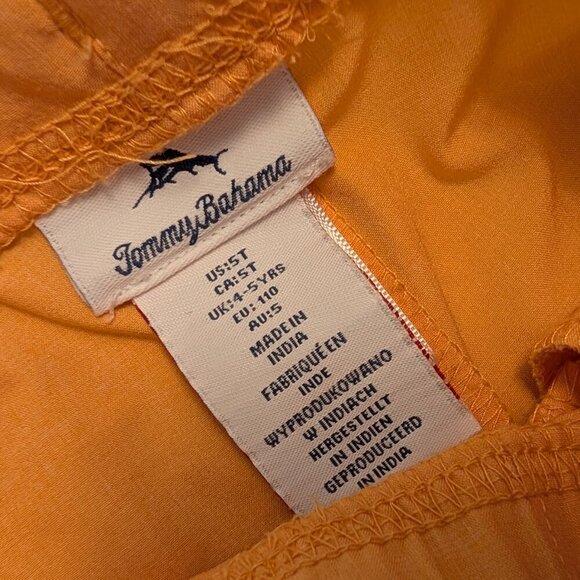 Tommy Bahama
US:5T
CA:5T
UK:4-5YRS
EU:110
AU:5
MADE IN
INDIA
FABRIQUÉ EN
INDE
WYPRODUKOWANO
W INDIACH
HERGESTELLT
IN INDIEN
GEPRODUCEERD
IN INDIA